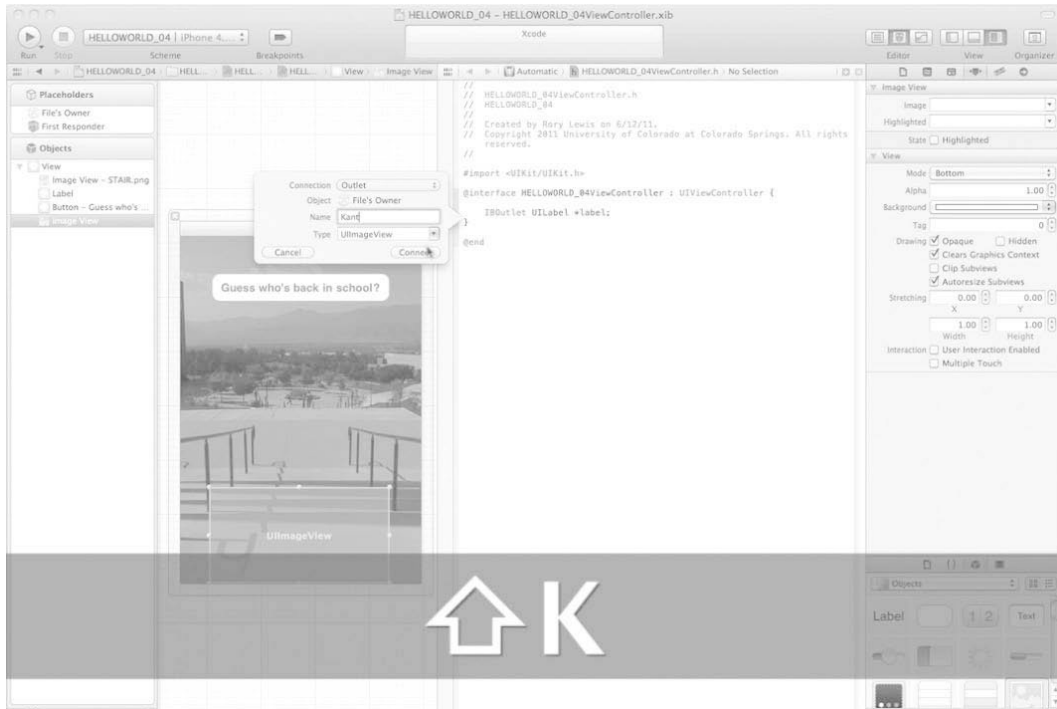 HELLOWORLD_04 – HELLOWORLD_04ViewController.xib
HELLOWORLD_04 | iPhone 4....
Xcode
Run Stop Scheme Breakpoints Editor View Organizer
HELLOWORLD_04 HELL... HELL... HELL... View Image View
Automatic HELLOWORLD_04ViewController.h No Selection
Placeholders
File's Owner
First Responder
Objects
View
Image View – STAIR.png
Label
Button – Guess who's ...
Image View
Connection Outlet
Object File's Owner
Name Kant
Type UIImageView
Cancel Connect
Guess who's back in school?
UIImageView
//
// HELLOWORLD_04ViewController.h
// HELLOWORLD_04
//
// Created by Rory Lewis on 6/12/11.
// Copyright 2011 University of Colorado at Colorado Springs. All rights
reserved.
//
#import <UIKit/UIKit.h>
@interface HELLOWORLD_04ViewController : UIViewController {
IBOutlet UILabel *label;
}
@end
Image View
Image
Highlighted
State Highlighted
View
Mode Bottom
Alpha 1.00
Background
Tag 0
Drawing Opaque Hidden
Clears Graphics Context
Clip Subviews
Autoresize Subviews
Stretching 0.00 0.00
X Y
1.00 1.00
Width Height
Interaction User Interaction Enabled
Multiple Touch
Objects
Label 1 2 Text
K